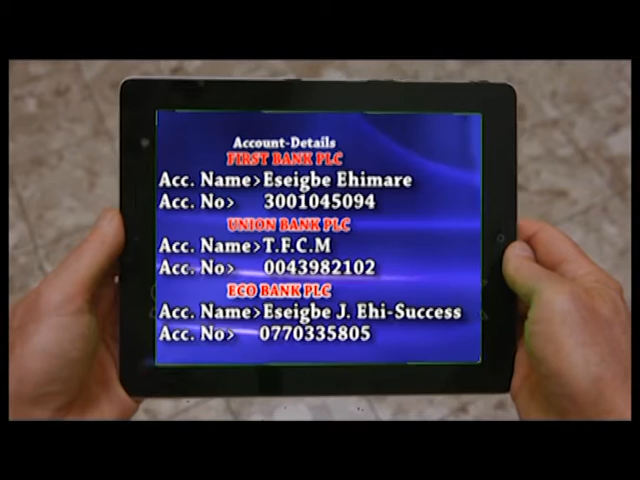 Account-Details
FIRST BANK PLC
Acc. Name>Eseigbe Ehimare
Acc. No> 3001045094
UNION BANK PLC
Acc. Name>T.F.C.M
Acc. No> 0043982102
ECO BANK PLC
Acc. Name>Eseigbe J. Ehi-Success
Acc. No> 0770335805